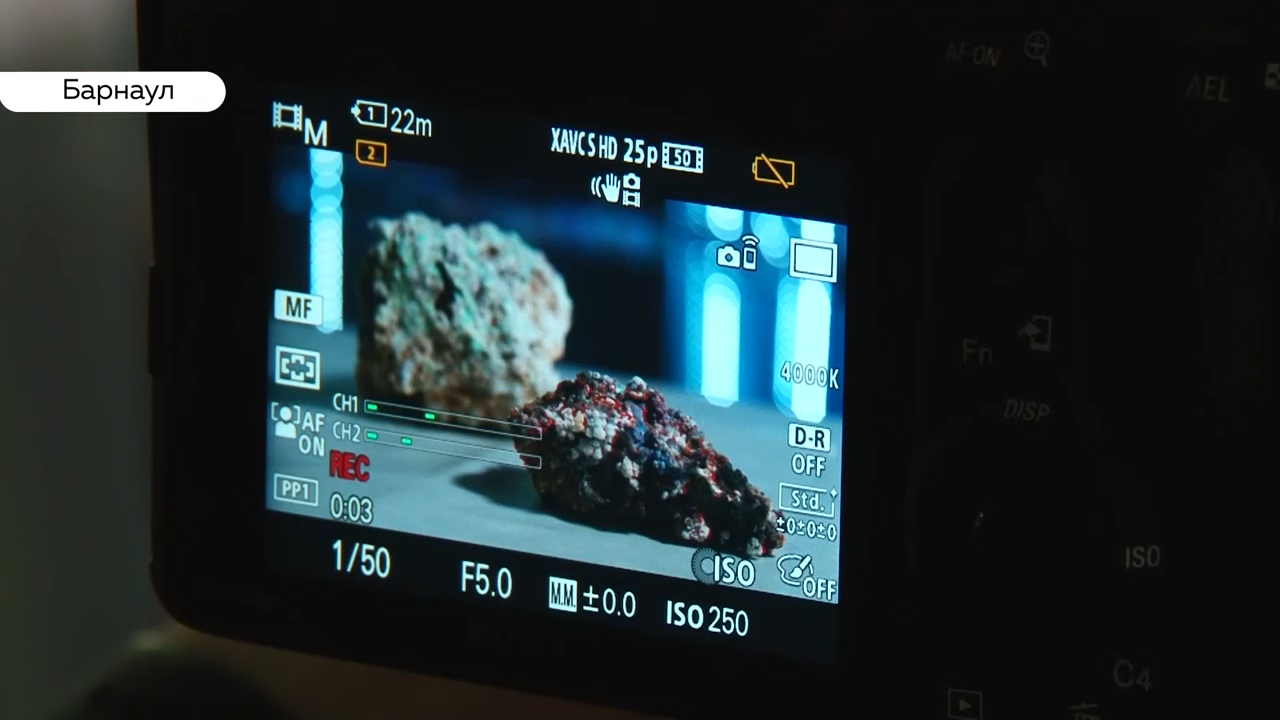 Барнаул
AF-ON
AEL
M
1 22m
2
XAVC S HD 25p 50
MF
4000K
AF
ON
CH1
CH2
REC
PP1
0:03
D-R
OFF
Std.
±0±0±0
ISO
OFF
1/50
F5.0
M.M. ±0.0
ISO 250
Fn
DISP
ISO
C4